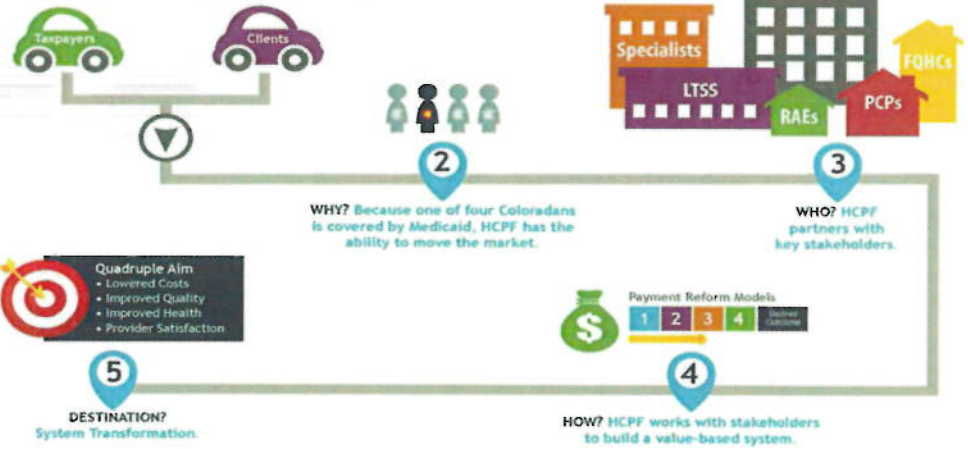 Taxpayers
Clients
Specialists
LTSS
RAEs
PCPs
FQHCs
2
WHY? Because one of four Coloradans
is covered by Medicaid, HCPF has the
ability to move the market.
3
WHO? HCPF
partners with
key stakeholders.
Quadruple Aim
• Lowered Costs
• Improved Quality
• Improved Health
• Provider Satisfaction
5
DESTINATION?
System Transformation.
$
Payment Reform Models
1 2 3 4 Desired
Outcome
4
HOW? HCPF works with stakeholders
to build a value-based system.